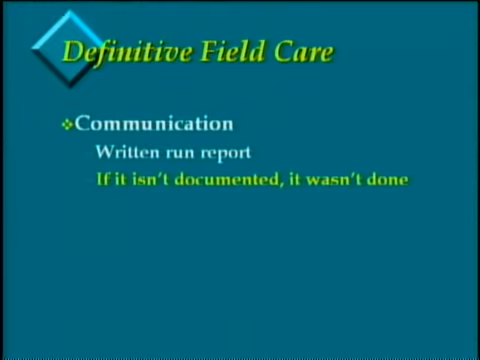 Definitive Field Care
Communication
Written run report
If it isn't documented, it wasn't done